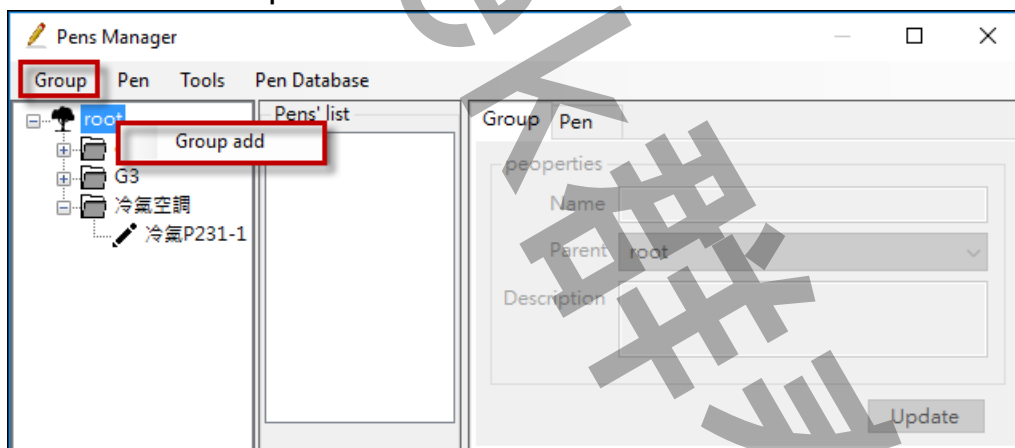 Pens Manager
Group Pen Tools Pen Database
root
Group add
G3
冷氣空調
冷氣P231-1
Pens' list
Group Pen
peoperties
Name
Parent root
Description
Update